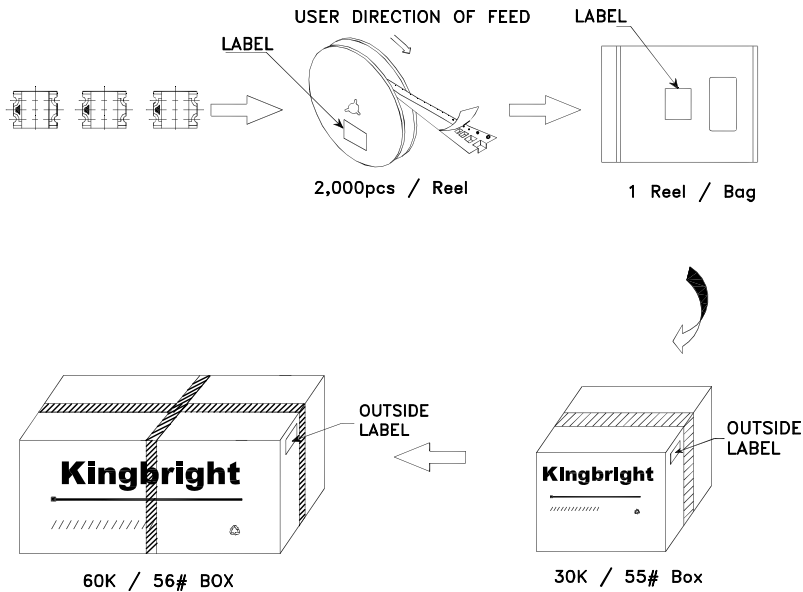 USER DIRECTION OF FEED
LABEL
LABEL
2,000pcs / Reel
1 Reel / Bag
OUTSIDE
LABEL
Kingbright
60K / 56# BOX
OUTSIDE
LABEL
Kingbright
30K / 55# Box